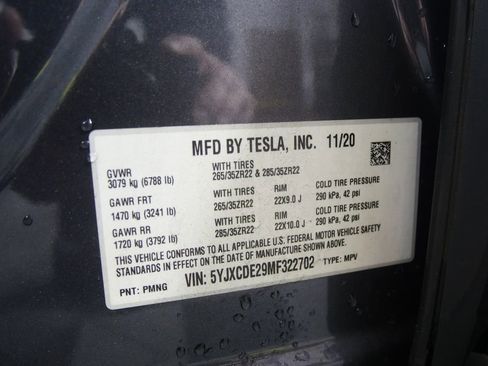 MFD BY TESLA, INC. 11/20
GVWR
3079 kg (6788 lb)
WITH TIRES
265/35ZR22 & 285/35ZR22
GAWR FRT
1470 kg (3241 lb)
WITH TIRES
265/35ZR22
RIM
22X9.0 J
COLD TIRE PRESSURE
290 kPa, 42 psi
GAWR RR
1720 kg (3792 lb)
WITH TIRES
285/35ZR22
RIM
22X10.0 J
COLD TIRE PRESSURE
290 kPa, 42 psi
THIS VEHICLE CONFORMS TO ALL APPLICABLE U.S. FEDERAL MOTOR VEHICLE SAFETY
STANDARDS IN EFFECT ON THE DATE OF MANUFACTURE SHOWN ABOVE.
VIN: 5YJXCDE29MF322702
PNT: PMNG
TYPE: MPV